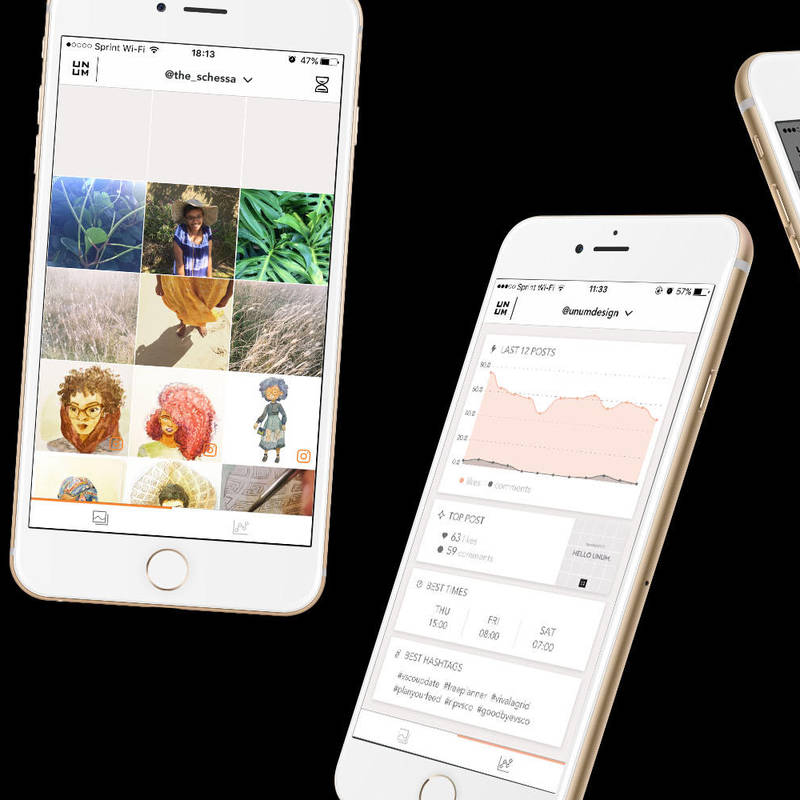 Sprint Wi-Fi
18:13
47%
UN
UM
@the_schessa
Sprint Wi-Fi
11:33
57%
UN
UM
@unumdesign
LAST 12 POSTS
80.0
60.0
40.0
20.0
0.0
likes
comments
TOP POST
63 likes
59 comments
HELLO UNUM.
BEST TIMES
THU
15:00
FRI
08:00
SAT
07:00
# BEST HASHTAGS
#vscoupdate #freeplanner #vivalagrid
#planyourfeed #ripvsco #goodbyevsco